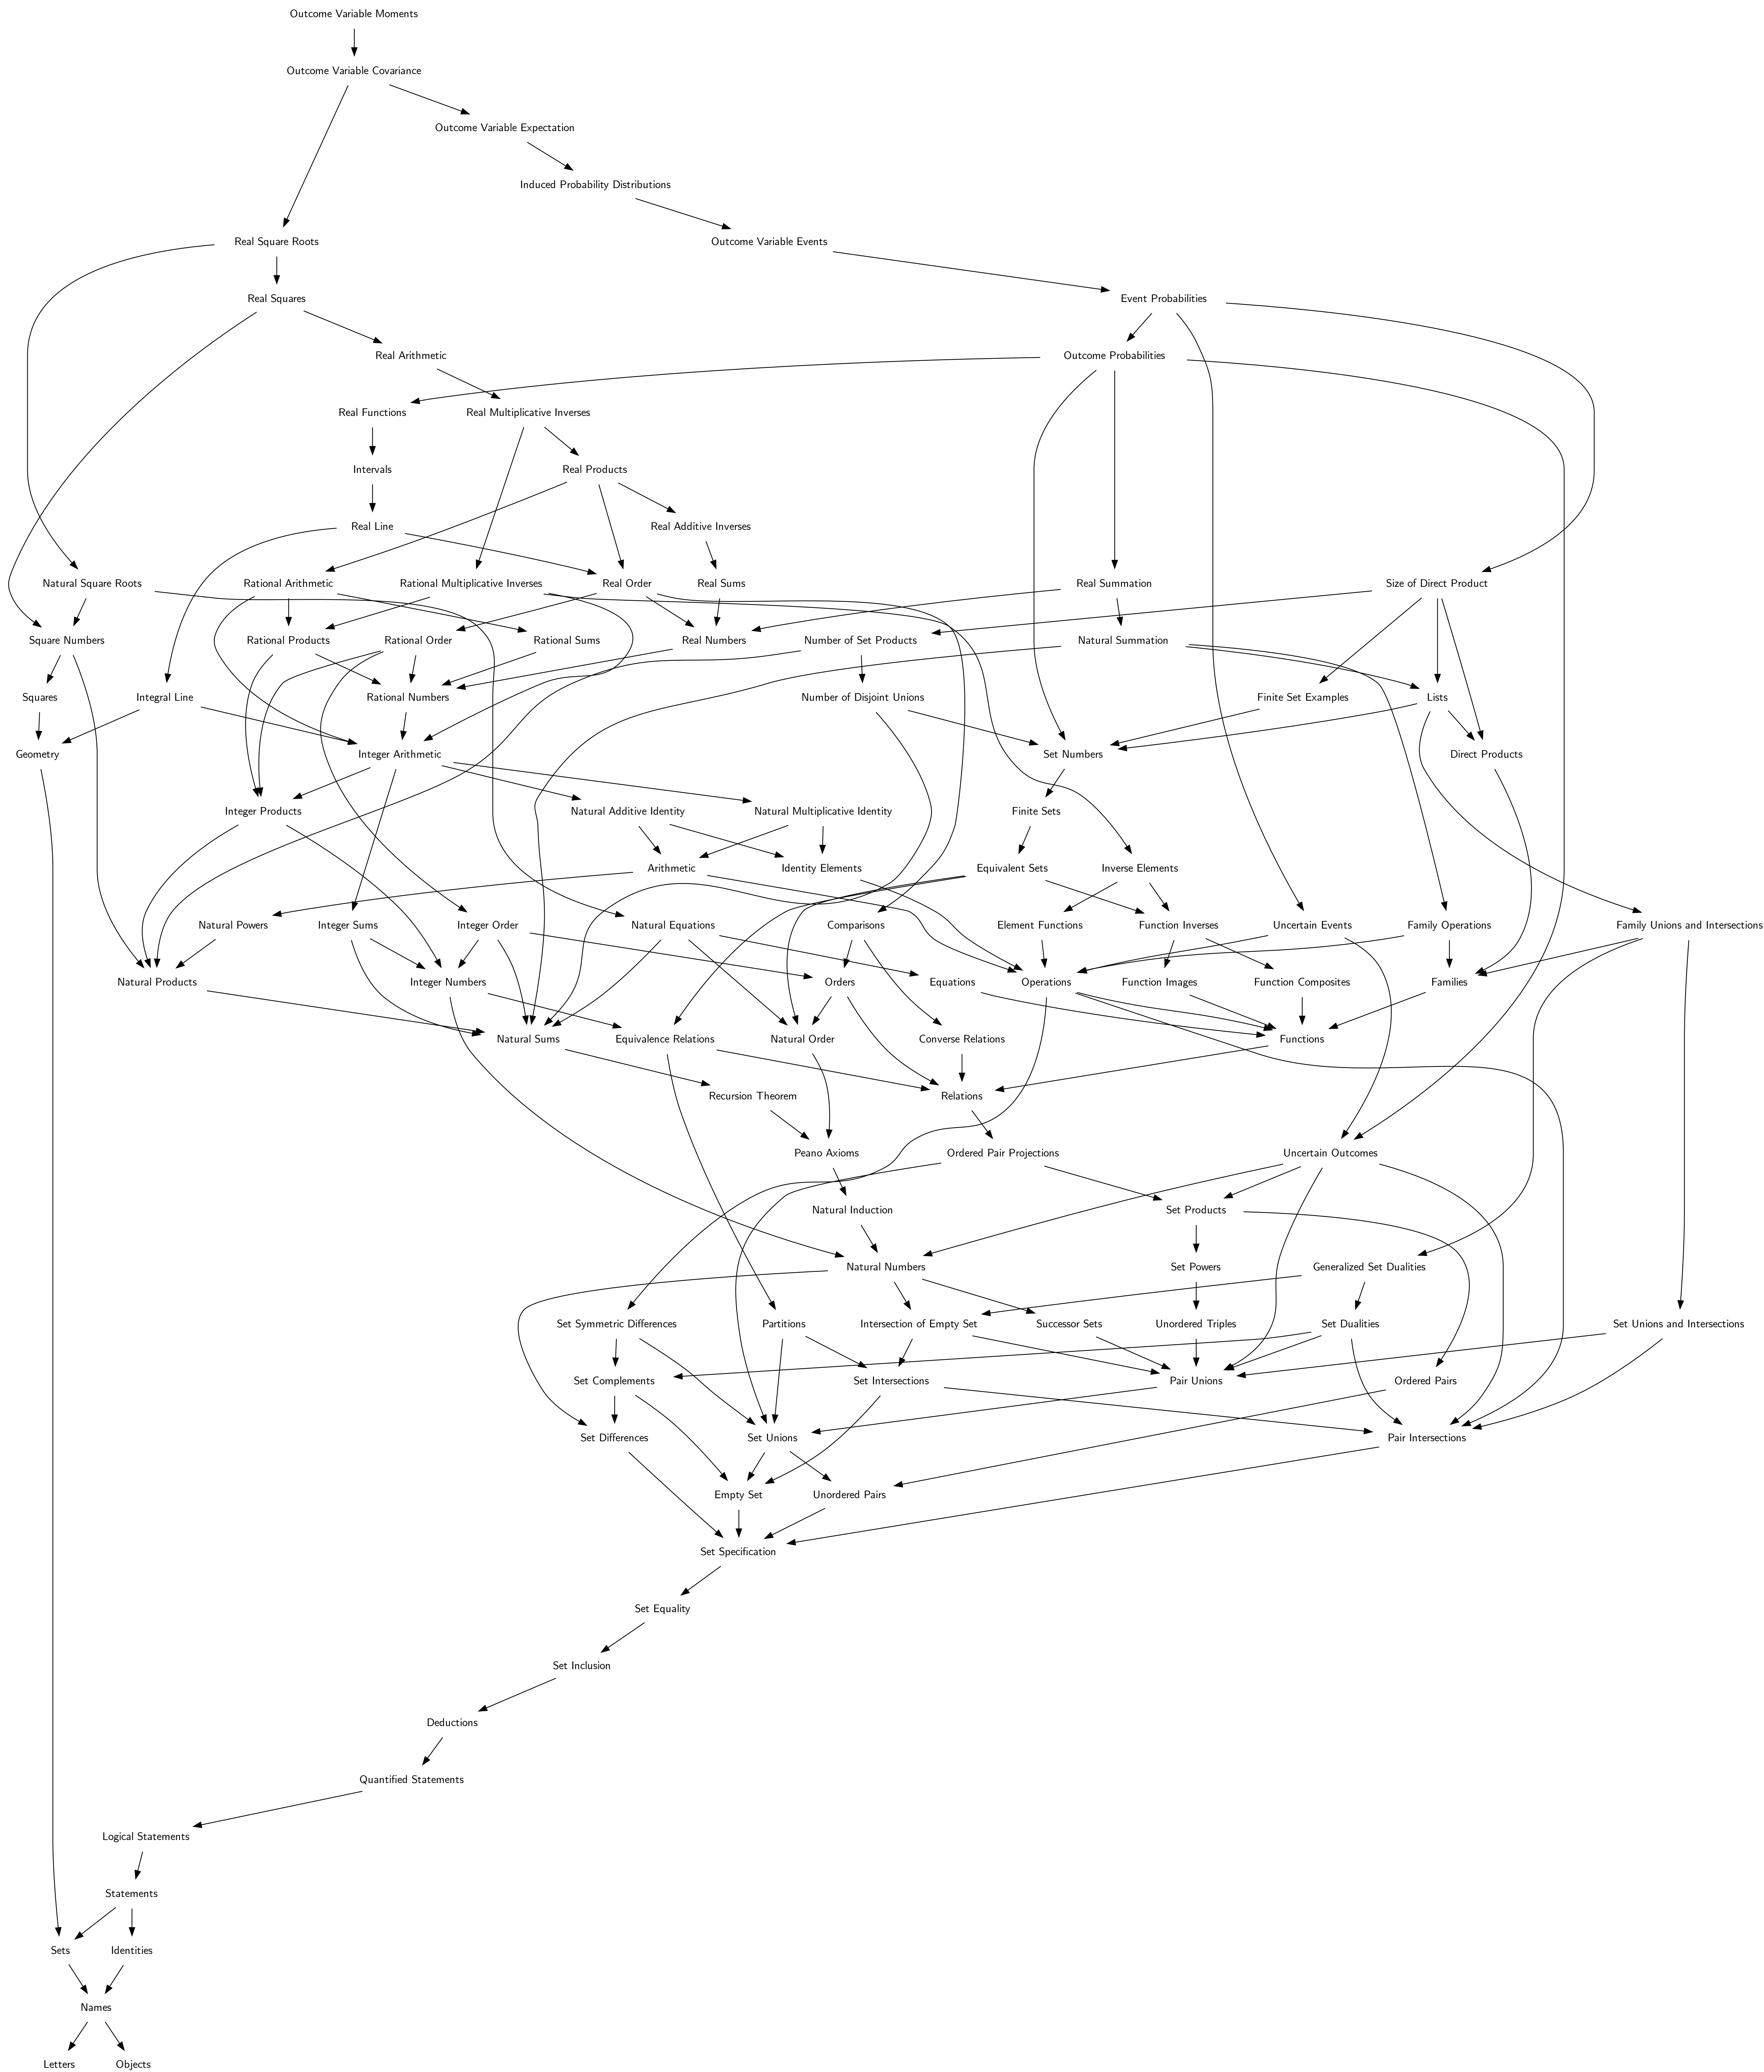 Outcome Variable Moments
Outcome Variable Covariance
Outcome Variable Expectation
Induced Probability Distributions
Real Square Roots
Outcome Variable Events
Real Squares
Event Probabilities
Real Arithmetic
Outcome Probabilities
Real Functions
Real Multiplicative Inverses
Intervals
Real Products
Real Line
Real Additive Inverses
Natural Square Roots
Rational Arithmetic
Rational Multiplicative Inverses
Real Order
Real Sums
Real Summation
Size of Direct Product
Square Numbers
Rational Products
Rational Order
Rational Sums
Real Numbers
Number of Set Products
Natural Summation
Squares
Integral Line
Rational Numbers
Number of Disjoint Unions
Finite Set Examples
Lists
Geometry
Integer Arithmetic
Set Numbers
Direct Products
Integer Products
Natural Additive Identity
Natural Multiplicative Identity
Finite Sets
Arithmetic
Identity Elements
Equivalent Sets
Inverse Elements
Natural Powers
Integer Sums
Integer Order
Natural Equations
Comparisons
Element Functions
Function Inverses
Uncertain Events
Family Operations
Family Unions and Intersections
Natural Products
Integer Numbers
Orders
Equations
Operations
Function Images
Function Composites
Families
Natural Sums
Equivalence Relations
Natural Order
Converse Relations
Functions
Recursion Theorem
Relations
Peano Axioms
Ordered Pair Projections
Uncertain Outcomes
Natural Induction
Set Products
Natural Numbers
Set Powers
Generalized Set Dualities
Set Symmetric Differences
Partitions
Intersection of Empty Set
Successor Sets
Unordered Triples
Set Dualities
Set Unions and Intersections
Set Complements
Set Intersections
Pair Unions
Ordered Pairs
Set Differences
Set Unions
Pair Intersections
Empty Set
Unordered Pairs
Set Specification
Set Equality
Set Inclusion
Deductions
Quantified Statements
Logical Statements
Statements
Sets
Identities
Names
Letters
Objects